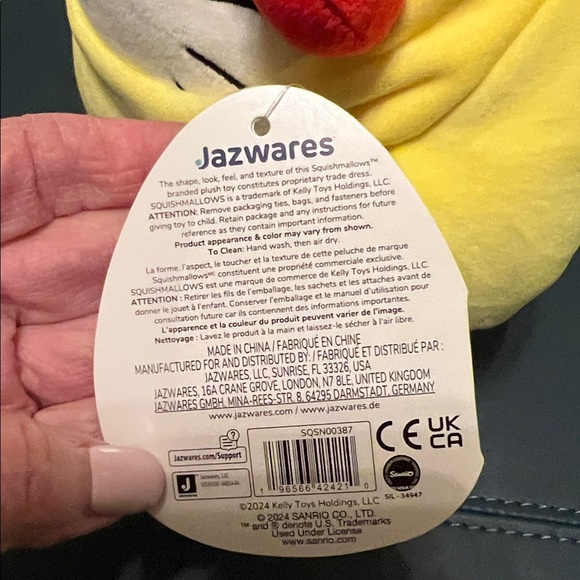 Jazwares
The shape, look, feel, and texture of this Squishmallows™
branded plush toy constitutes proprietary trade dress.
SQUISHMALLOWS is a trademark of Kelly Toys Holdings, LLC.
ATTENTION: Remove packaging ties, bags, and fasteners before
giving toy to child. Retain package and any instructions for future
reference as they contain important information.
Product appearance & color may vary from shown.
To Clean: Hand wash, then air dry.
La forme, l'aspect, le toucher et la texture de cette peluche de marque
Squishmallowsᴹᶜ constituent une propriété commerciale exclusive.
SQUISHMALLOWS est une marque de commerce de Kelly Toys Holdings, LLC.
ATTENTION : Retirer les fils de l'emballage, les sachets et les attaches avant de
donner le jouet à l'enfant. Conserver l'emballage et le manuel d'utilisation pour
consultation future car ils contiennent des informations importantes.
L'apparence et la couleur du produit peuvent varier de l'image.
Nettoyage : Lavez le produit à la main et laissez-le sécher à l'air libre.
MADE IN CHINA / FABRIQUÉ EN CHINE
MANUFACTURED FOR AND DISTRIBUTED BY: / FABRIQUÉ ET DISTRIBUÉ PAR :
JAZWARES, LLC, SUNRISE, FL 33326, USA
JAZWARES, 16A CRANE GROVE, LONDON, N7 8LE, UNITED KINGDOM
JAZWARES GMBH, MINA-REES-STR. 8, 64295 DARMSTADT, GERMANY
www.jazwares.com / www.jazwares.de
Jazwares.com/Support
J
Jazwares, LLC
SQSN00387
1 96566 42421 0
CE UK
CA
Sanrio
SIL-34947
©2024 Kelly Toys Holdings, LLC
© 2024 SANRIO CO., LTD.
™ and ® denote U.S. Trademarks
Used Under License
www.sanrio.com